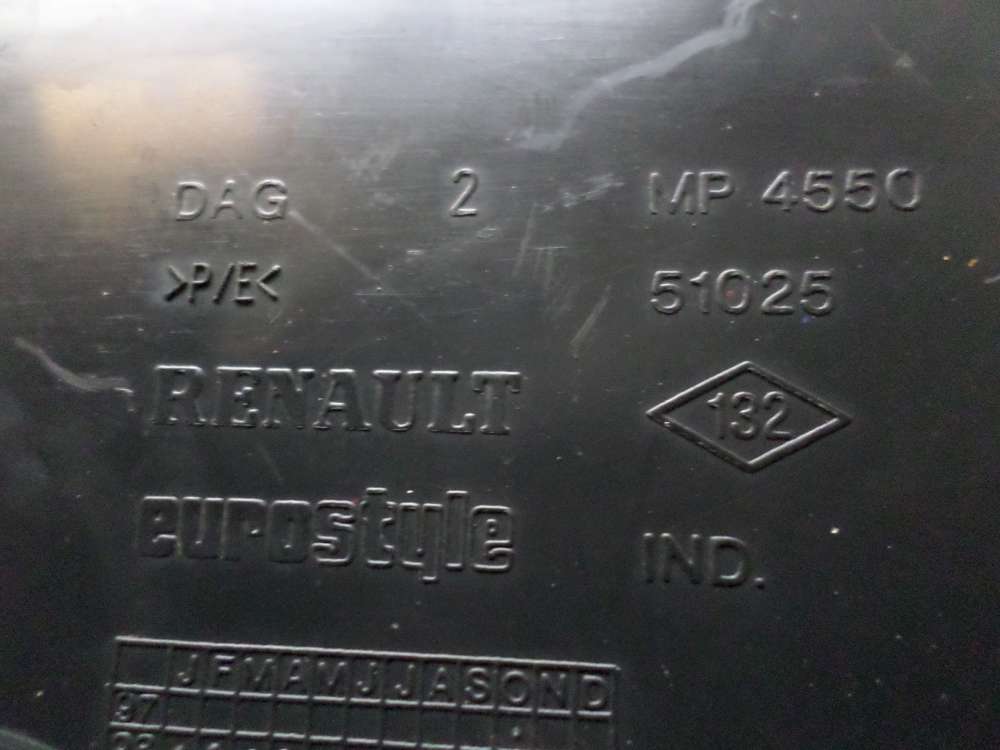 DAG 2 MP 4550
>P/E< 51025
RENAULT 132
eurostyle IND.
J F M A M J J A S O N D
97